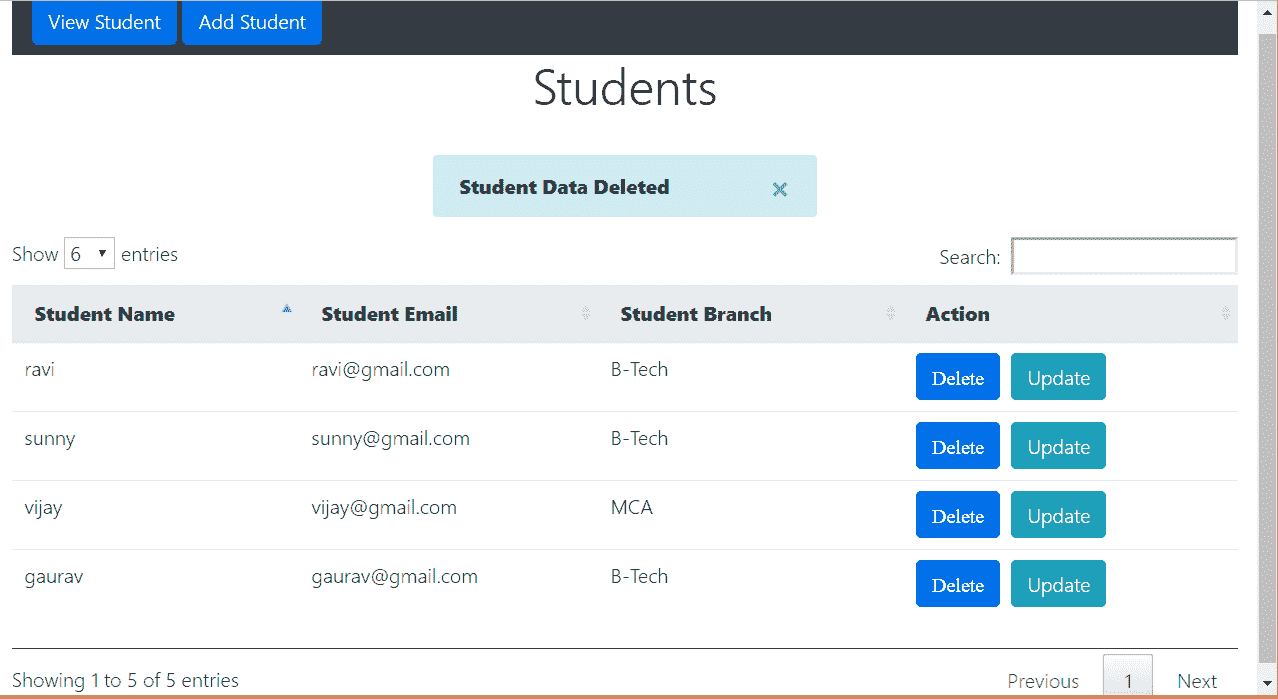 View Student Add Student
Students
Student Data Deleted ×
Show 6 entries Search:
Student Name Student Email Student Branch Action
ravi ravi@gmail.com B-Tech Delete Update
sunny sunny@gmail.com B-Tech Delete Update
vijay vijay@gmail.com MCA Delete Update
gaurav gaurav@gmail.com B-Tech Delete Update
Showing 1 to 5 of 5 entries Previous 1 Next